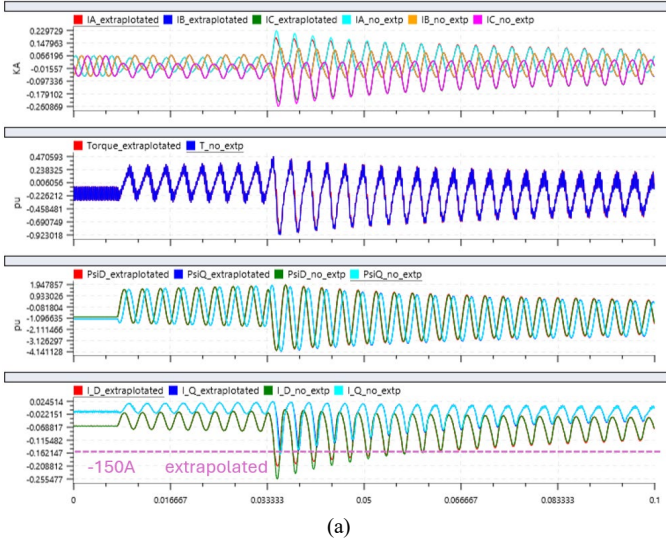 IA_extraplotated IB_extraplotated IC_extraplotated IA_no_extp IB_no_extp IC_no_extp
0.229729
0.147963
0.066196
-0.01557
-0.097336
-0.179102
-0.260869
KA
Torque_extraplotated T_no_extp
0.470593
0.238325
0.006056
-0.226212
-0.458481
-0.690749
-0.923018
pu
PsiD_extraplotated PsiQ_extraplotated PsiD_no_extp PsiQ_no_extp
1.947857
0.933026
-0.081804
-1.096635
-2.111466
-3.126297
-4.141128
pu
I_D_extraplotated I_Q_extraplotated I_D_no_extp I_Q_no_extp
0.024514
-0.022151
-0.068817
-0.115482
-0.162147
-0.208812
-0.255477
-150A extrapolated
0 0.016667 0.033333 0.05 0.066667 0.083333 0.1
(a)